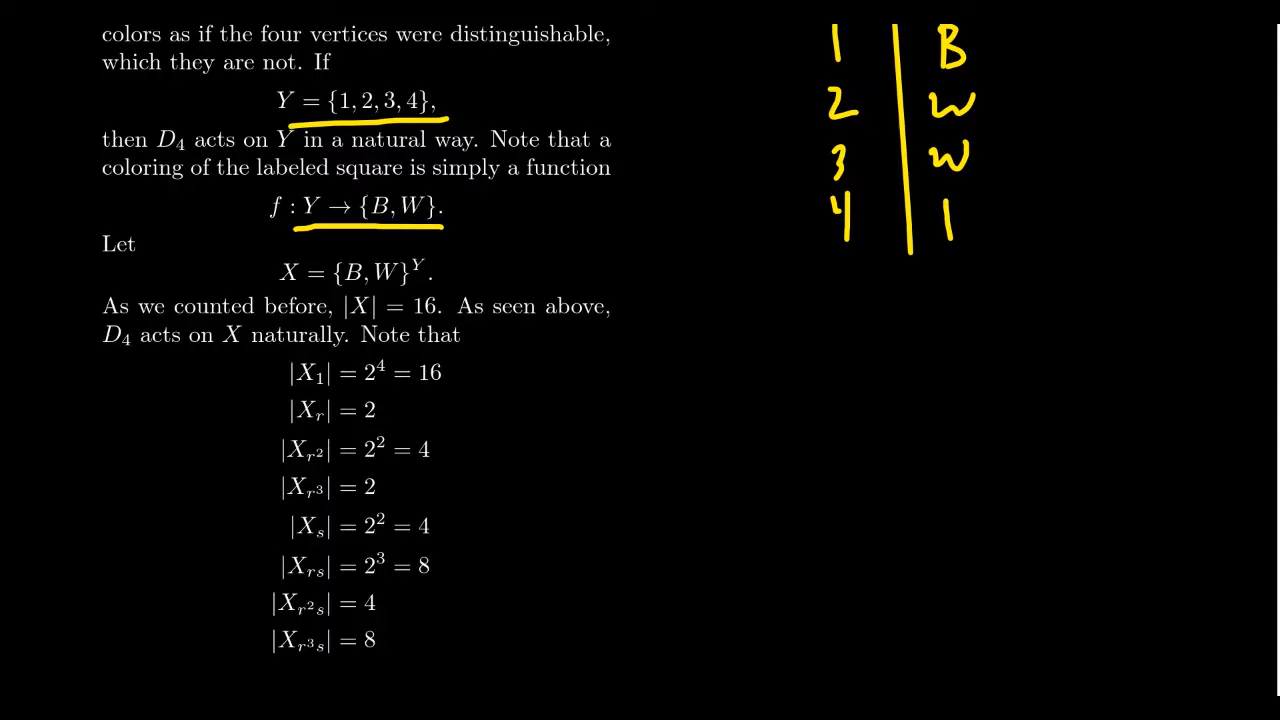 colors as if the four vertices were distinguishable,
which they are not. If
Y = {1, 2, 3, 4},
then D₄ acts on Y in a natural way. Note that a
coloring of the labeled square is simply a function
f : Y → {B, W}.
Let
X = {B, W}^Y.
As we counted before, |X| = 16. As seen above,
D₄ acts on X naturally. Note that
|X₁| = 2⁴ = 16
|X_r| = 2
|X_{r²}| = 2² = 4
|X_{r³}| = 2
|X_s| = 2² = 4
|X_{rs}| = 2³ = 8
|X_{r²s}| = 4
|X_{r³s}| = 8
1 | B
2 | W
3 | W
4 | l